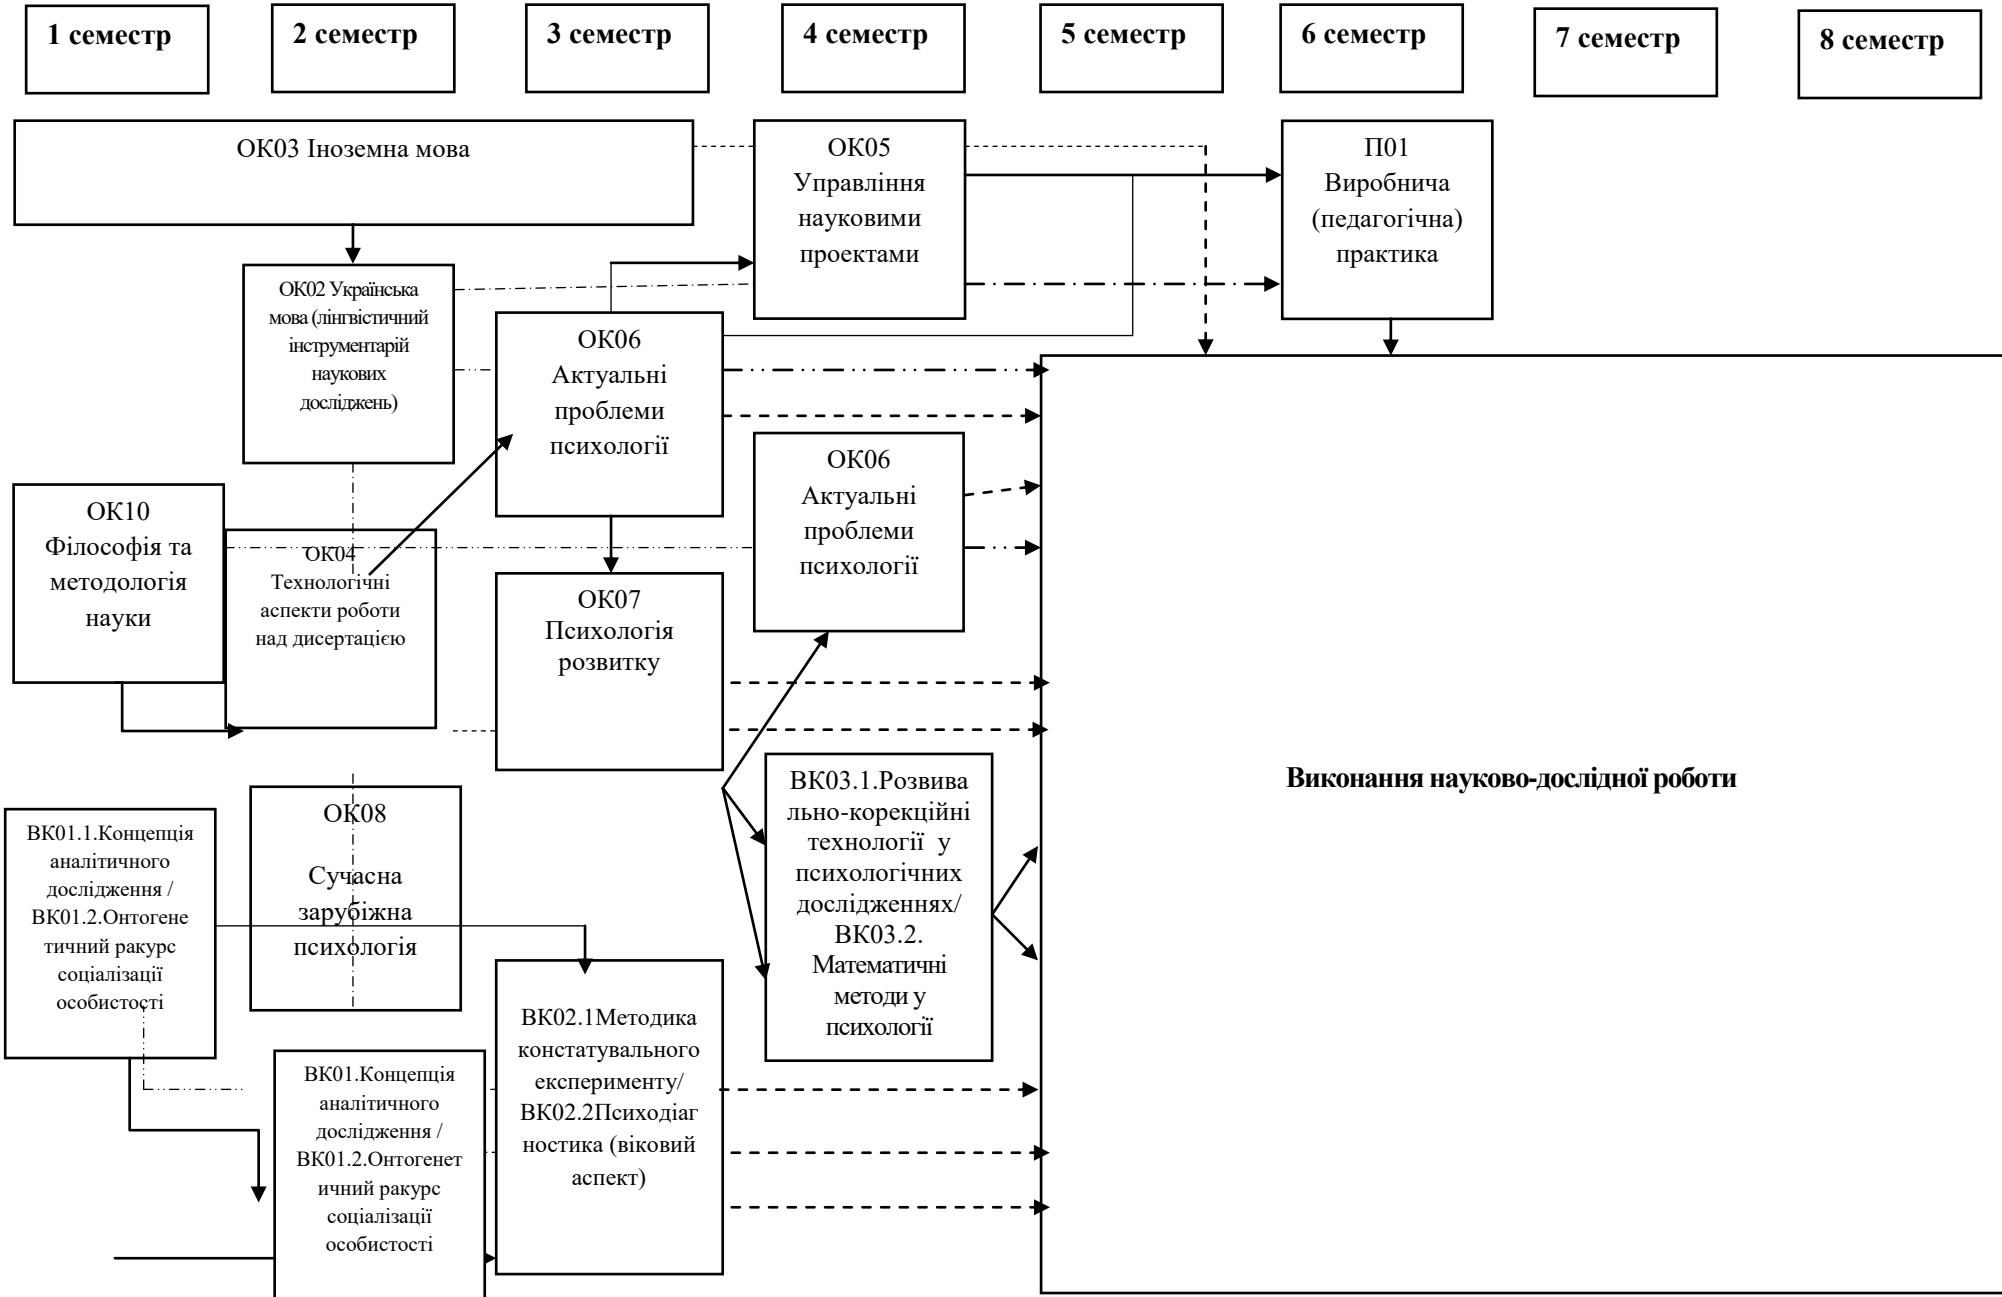 1 семестр
2 семестр
3 семестр
4 семестр
5 семестр
6 семестр
7 семестр
8 семестр
ОК03 Іноземна мова
ОК05
Управління
науковими
проектами
П01
Виробнича
(педагогічна)
практика
ОК02 Українська
мова (лінгвістичний
інструментарій
наукових
досліджень)
ОК06
Актуальні
проблеми
психології
ОК06
Актуальні
проблеми
психології
ОК10
Філософія та
методологія
науки
ОК04
Технологічні
аспекти роботи
над дисертацією
ОК07
Психологія
розвитку
ВК03.1.Розвива
льно-корекційні
технології у
психологічних
дослідженнях/
ВК03.2.
Математичні
методи у
психології
Виконання науково-дослідної роботи
ВК01.1.Концепція
аналітичного
дослідження /
ВК01.2.Онтогене
тичний ракурс
соціалізації
особистості
ОК08
Сучасна
зарубіжна
психологія
ВК02.1Методика
констатувального
експерименту/
ВК02.2Психодіаг
ностика (віковий
аспект)
ВК01.Концепція
аналітичного
дослідження /
ВК01.2.Онтогенет
ичний ракурс
соціалізації
особистості